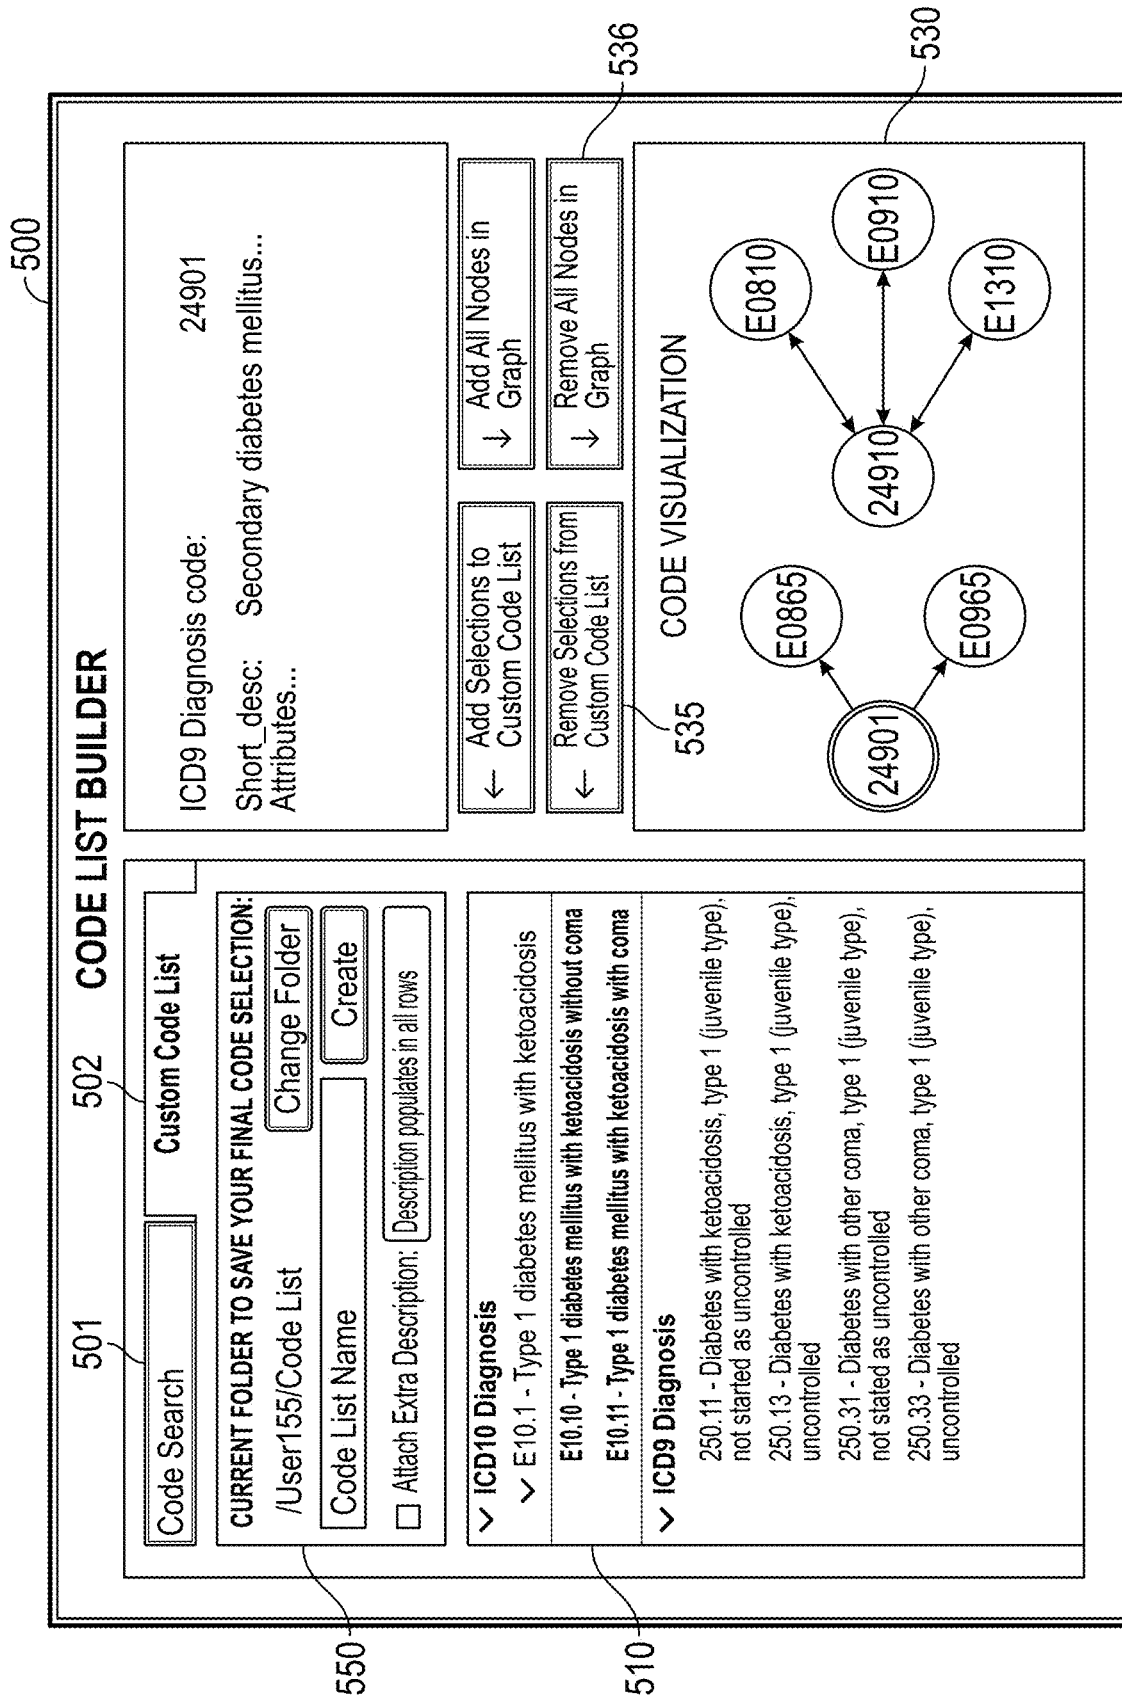 500
CODE LIST BUILDER
501
502
Code Search
Custom Code List
CURRENT FOLDER TO SAVE YOUR FINAL CODE SELECTION:
/User155/Code List
Change Folder
Code List Name
Create
Attach Extra Description:
Description populates in all rows
550
ICD10 Diagnosis
E10.1 - Type 1 diabetes mellitus with ketoacidosis
E10.10 - Type 1 diabetes mellitus with ketoacidosis without coma
E10.11 - Type 1 diabetes mellitus with ketoacidosis with coma
ICD9 Diagnosis
250.11 - Diabetes with ketoacidosis, type 1 (juvenile type),
not started as uncontrolled
250.13 - Diabetes with ketoacidosis, type 1 (juvenile type),
uncontrolled
250.31 - Diabetes with other coma, type 1 (juvenile type),
not stated as uncontrolled
250.33 - Diabetes with other coma, type 1 (juvenile type),
uncontrolled
510
ICD9 Diagnosis code: 24901
Short_desc: Secondary diabetes mellitus...
Attributes...
← Add Selections to
Custom Code List
↓ Add All Nodes in
Graph
← Remove Selections from
Custom Code List
↓ Remove All Nodes in
Graph
535
536
CODE VISUALIZATION
E0865
24901
E0965
E0810
24910
E0910
E1310
530